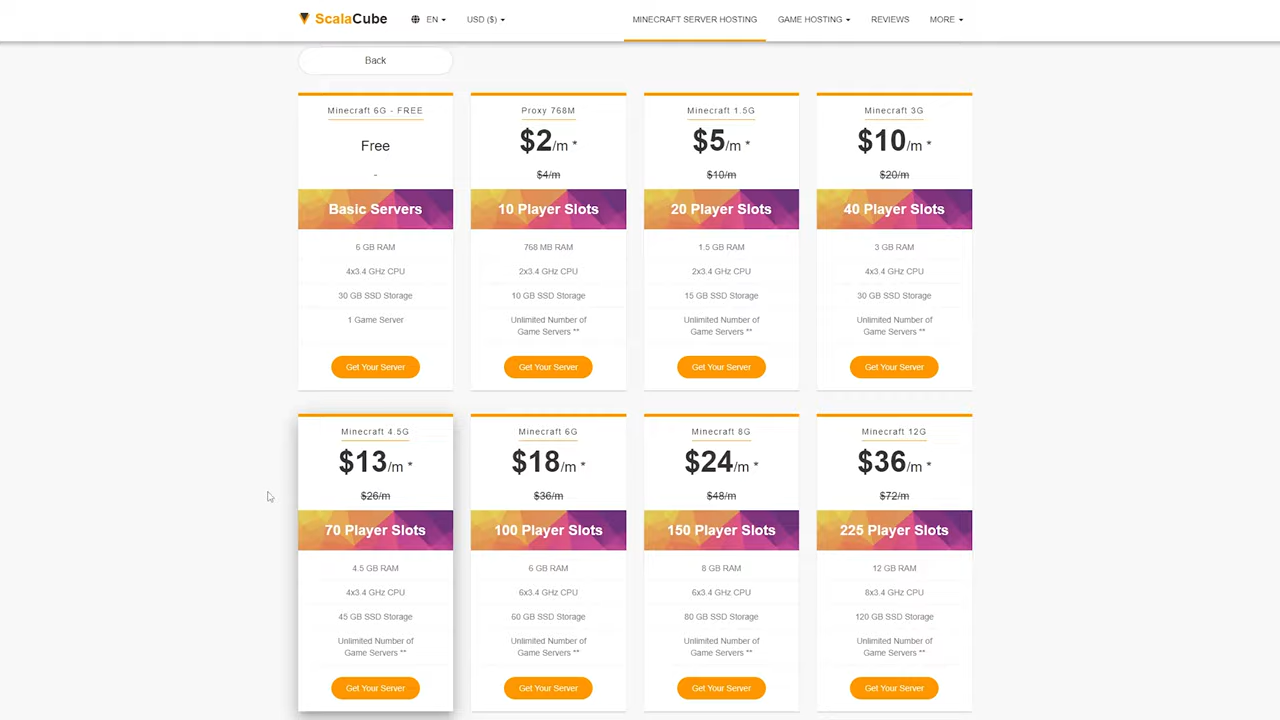 ScalaCube EN USD ($) MINECRAFT SERVER HOSTING GAME HOSTING REVIEWS MORE
Back
Minecraft 6G - FREE
Free
-
Basic Servers
6 GB RAM
4x3.4 GHz CPU
30 GB SSD Storage
1 Game Server
Get Your Server
Proxy 768M
$2/m *
$4/m
10 Player Slots
768 MB RAM
2x3.4 GHz CPU
10 GB SSD Storage
Unlimited Number of
Game Servers **
Get Your Server
Minecraft 1.5G
$5/m *
$10/m
20 Player Slots
1.5 GB RAM
2x3.4 GHz CPU
15 GB SSD Storage
Unlimited Number of
Game Servers **
Get Your Server
Minecraft 3G
$10/m *
$20/m
40 Player Slots
3 GB RAM
4x3.4 GHz CPU
30 GB SSD Storage
Unlimited Number of
Game Servers **
Get Your Server
Minecraft 4.5G
$13/m *
$26/m
70 Player Slots
4.5 GB RAM
4x3.4 GHz CPU
45 GB SSD Storage
Unlimited Number of
Game Servers **
Get Your Server
Minecraft 6G
$18/m *
$36/m
100 Player Slots
6 GB RAM
6x3.4 GHz CPU
60 GB SSD Storage
Unlimited Number of
Game Servers **
Get Your Server
Minecraft 8G
$24/m *
$48/m
150 Player Slots
8 GB RAM
6x3.4 GHz CPU
80 GB SSD Storage
Unlimited Number of
Game Servers **
Get Your Server
Minecraft 12G
$36/m *
$72/m
225 Player Slots
12 GB RAM
8x3.4 GHz CPU
120 GB SSD Storage
Unlimited Number of
Game Servers **
Get Your Server